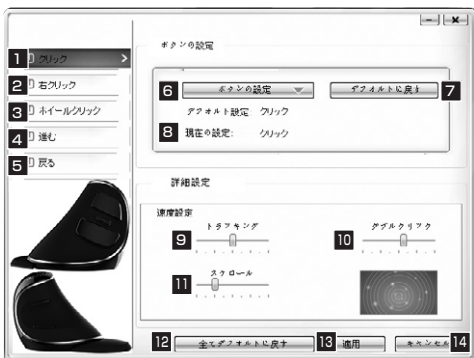 ボタンの設定
1 クリック >
2 右クリック
3 ホイールクリック
4 進む
5 戻る
6 ボタンの設定
デフォルトに戻す 7
デフォルト設定 クリック
8 現在の設定: クリック
詳細設定
速度設定
9 トラッキング
10 ダブルクリック
11 スクロール
12 全てデフォルトに戻す
13 適用
キャンセル 14